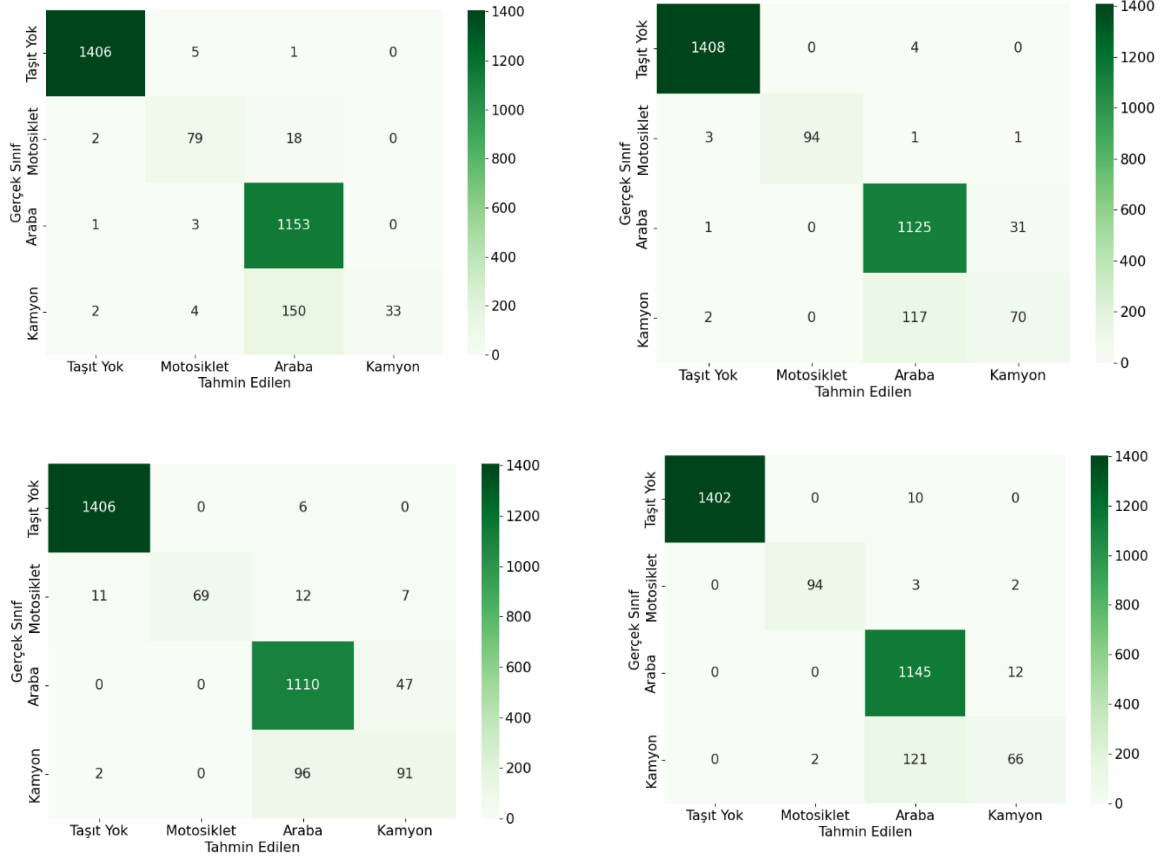 1400
Taşıt Yok 1406 5 1 0
1200
1000
Motosiklet 2 79 18 0
800
Gerçek Sınıf
600
Araba 1 3 1153 0
400
200
Kamyon 2 4 150 33
0
Taşıt Yok Motosiklet Araba Kamyon
Tahmin Edilen
1400
Taşıt Yok 1408 0 4 0
1200
1000
Motosiklet 3 94 1 1
800
Gerçek Sınıf
600
Araba 1 0 1125 31
400
200
Kamyon 2 0 117 70
0
Taşıt Yok Motosiklet Araba Kamyon
Tahmin Edilen
1400
Taşıt Yok 1406 0 6 0
1200
1000
Motosiklet 11 69 12 7
800
Gerçek Sınıf
600
Araba 0 0 1110 47
400
200
Kamyon 2 0 96 91
0
Taşıt Yok Motosiklet Araba Kamyon
Tahmin Edilen
1400
Taşıt Yok 1402 0 10 0
1200
1000
Motosiklet 0 94 3 2
800
Gerçek Sınıf
600
Araba 0 0 1145 12
400
200
Kamyon 0 2 121 66
0
Taşıt Yok Motosiklet Araba Kamyon
Tahmin Edilen